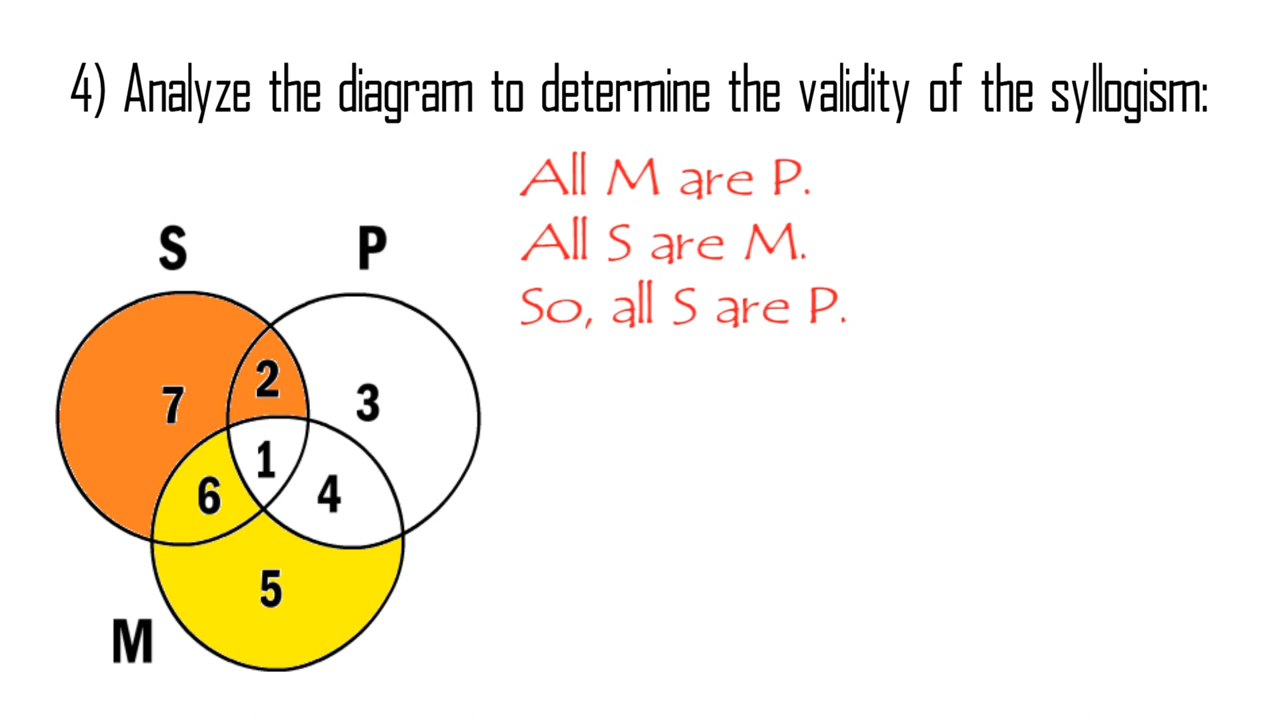 4) Analyze the diagram to determine the validity of the syllogism:
All M are P.
All S are M.
So, all S are P.
S P
2
7 3
1
6 4
5
M